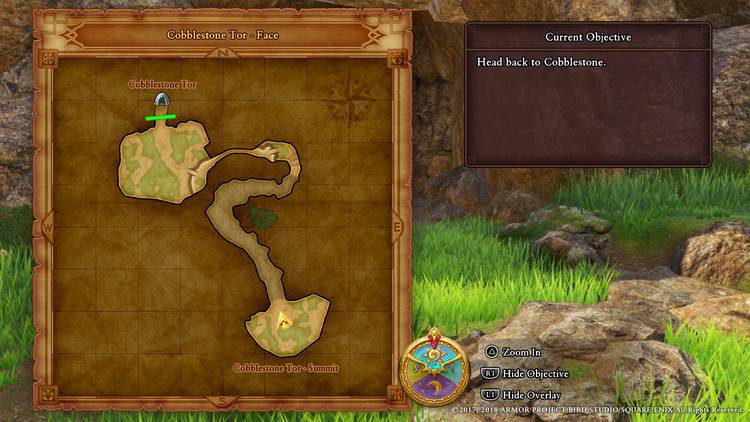 Cobblestone Tor - Face
N
Cobblestone Tor
W
E
Cobblestone Tor - Summit
S
Current Objective
Head back to Cobblestone.
Zoom In
R1 Hide Objective
L1 Hide Overlay
©2017, 2018 ARMOR PROJECT/BIRD STUDIO/SQUARE ENIX All Rights Reserved.